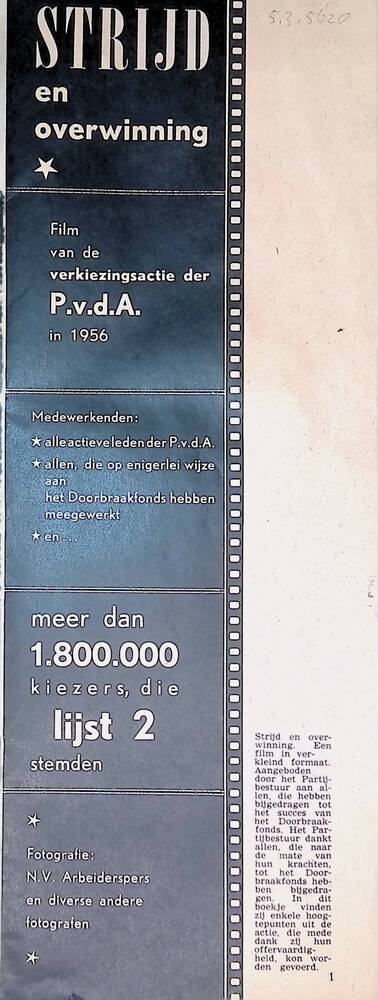 STRIJD
en
overwinning
Film
van de
verkiezingsactie der
P.v.d.A.
in 1956
Medewerkenden:
★ alle actieve leden der P.v.d.A.
★ allen, die op enigerlei wijze
aan
het Doorbraakfonds hebben
meegewerkt
★ en...
meer dan
1.800.000
kiezers, die
lijst 2
stemden
Fotografie:
N.V. Arbeiderspers
en diverse andere
fotografen
5.3.5620
Strijd en over-
winning. Een
film in ver-
kleind formaat.
Aangeboden
door het Partij-
bestuur aan al-
len, die hebben
bijgedragen tot
het succes van
het Doorbraak-
fonds. Het Par-
tijbestuur dankt
allen, die naar
de mate van
hun krachten,
tot het Door-
braakfonds heb-
ben bijgedra-
gen. In dit
boekje vinden
zij enkele hoog-
tepunten uit de
actie, die mede
dank zij hun
offervaardig-
heid, kon wor-
den gevoerd.
1